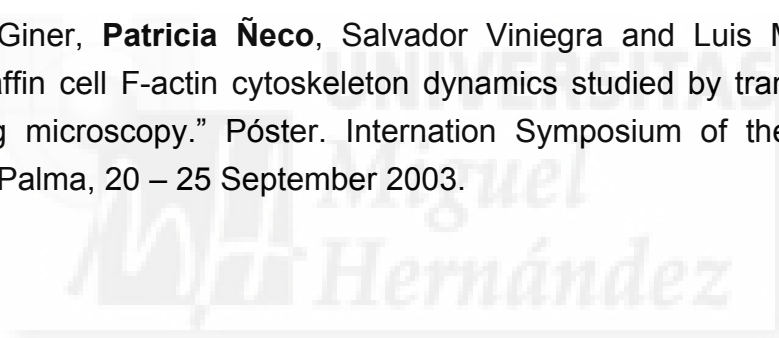 Giner, Patricia Ñeco, Salvador Viniegra and Luis M
ffin cell F-actin cytoskeleton dynamics studied by tran
g microscopy.” Póster. Internation Symposium of the
Palma, 20 – 25 September 2003.
UNIVERSITAS
Miguel
Hernández